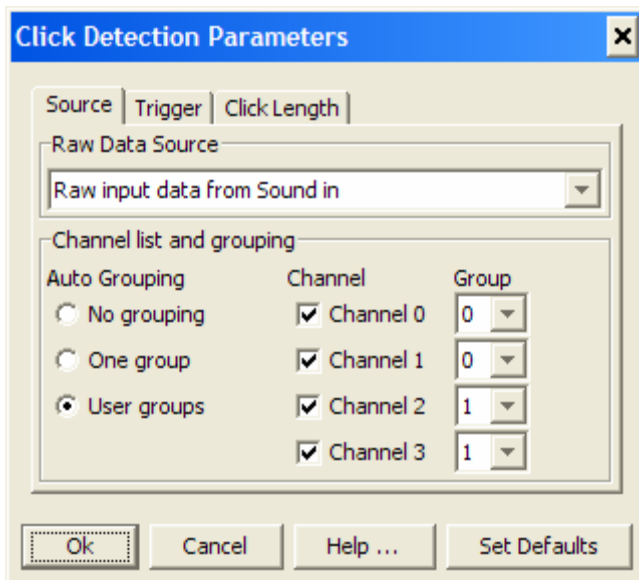 Click Detection Parameters
Source Trigger Click Length
Raw Data Source
Raw input data from Sound in
Channel list and grouping
Auto Grouping Channel Group
No grouping Channel 0 0
One group Channel 1 0
User groups Channel 2 1
Channel 3 1
Ok Cancel Help ... Set Defaults